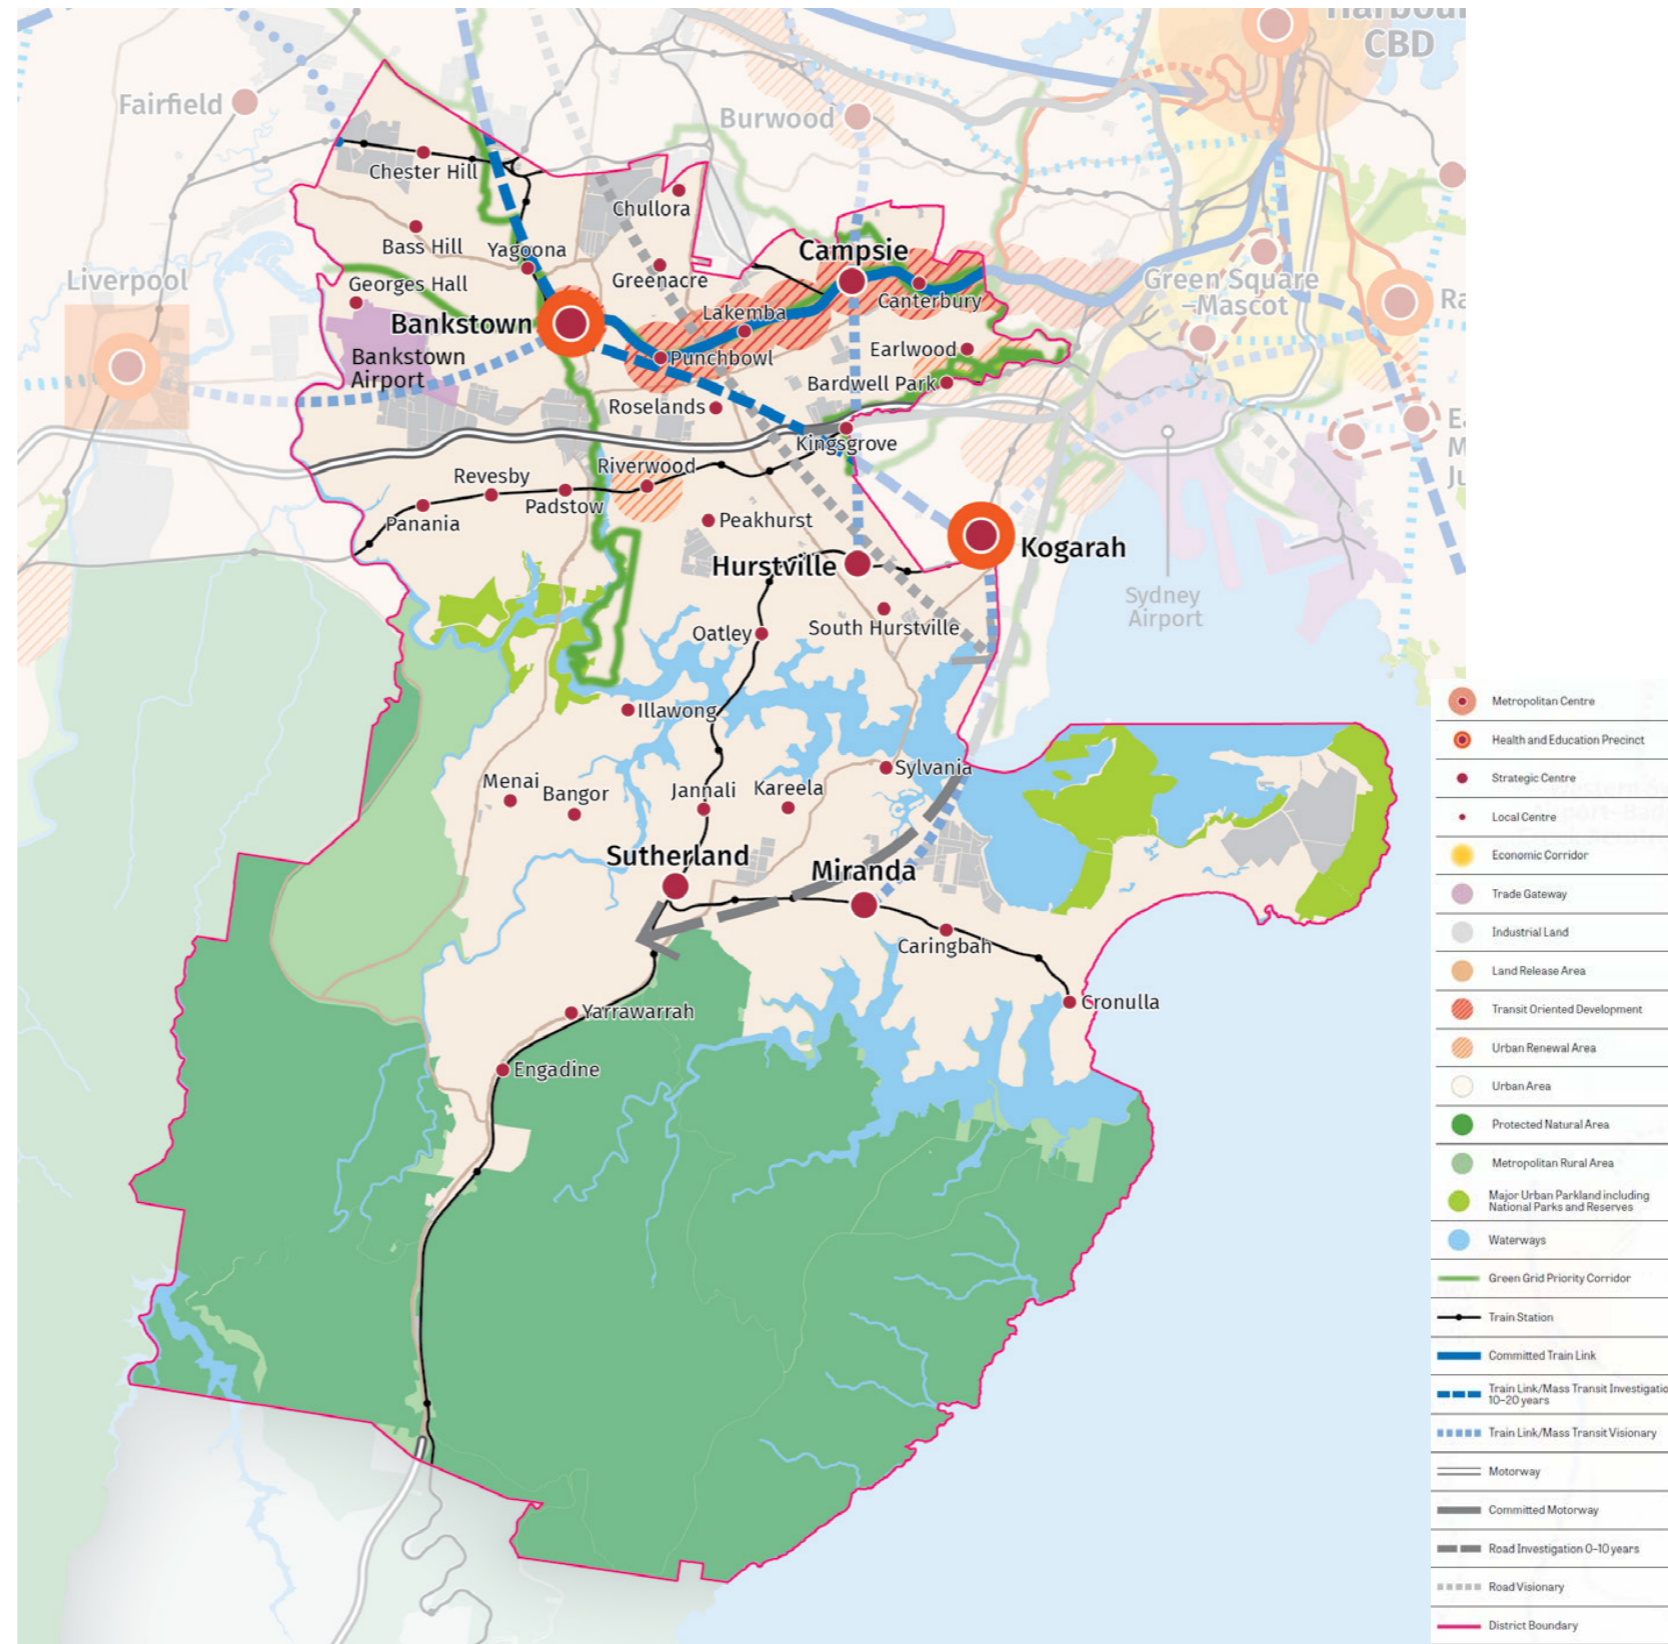 Harbour
CBD
Fairfield
Burwood
Chester Hill
Chullora
Bass Hill
Yagoona
Campsie
Liverpool
Greenacre
Georges Hall
Green Square
–Mascot
Canterbury
Lakemba
Bankstown
Bankstown
Airport
Punchbowl
Earlwood
Bardwell Park
Roselands
Kingsgrove
Riverwood
Revesby
Padstow
Panania
Peakhurst
Kogarah
Hurstville
Sydney
Airport
South Hurstville
Oatley
Illawong
Sylvania
Menai
Bangor
Jannali
Kareela
Sutherland
Miranda
Caringbah
Cronulla
Yarrawarrah
Engadine
Metropolitan Centre
Health and Education Precinct
Strategic Centre
Local Centre
Economic Corridor
Trade Gateway
Industrial Land
Land Release Area
Transit Oriented Development
Urban Renewal Area
Urban Area
Protected Natural Area
Metropolitan Rural Area
Major Urban Parkland including
National Parks and Reserves
Waterways
Green Grid Priority Corridor
Train Station
Committed Train Link
Train Link/Mass Transit Investigatio
10–20 years
Train Link/Mass Transit Visionary
Motorway
Committed Motorway
Road Investigation 0–10 years
Road Visionary
District Boundary